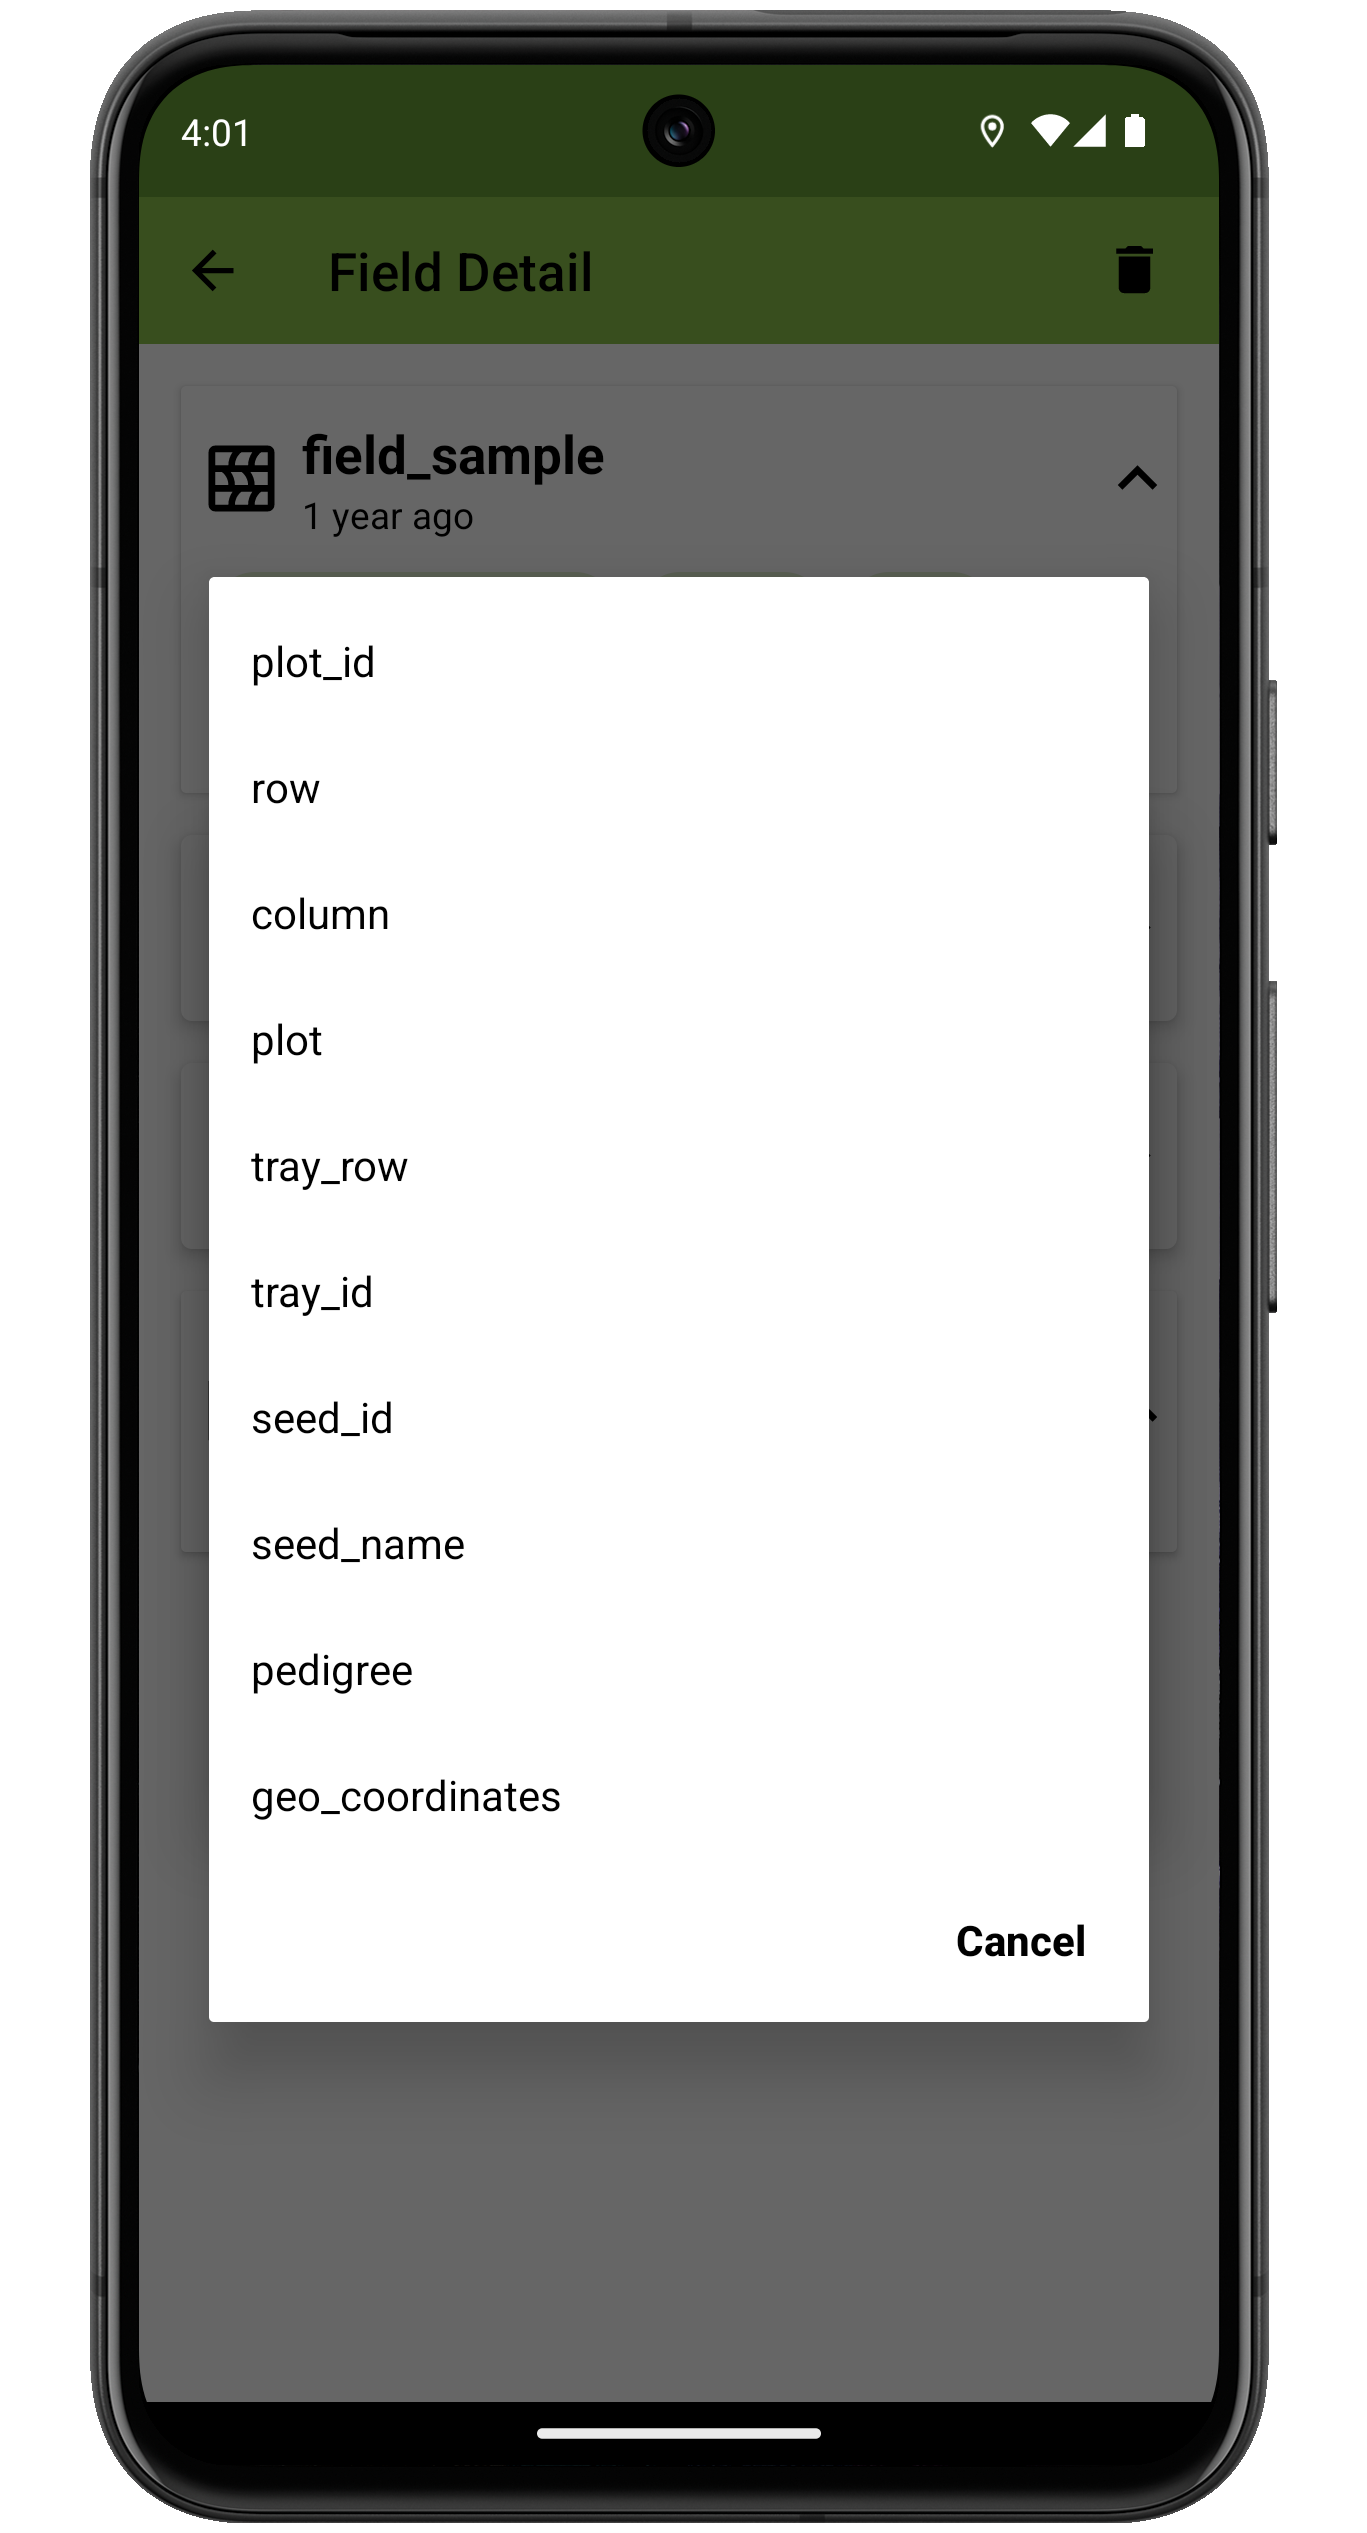 4:01
Field Detail
field_sample
1 year ago
plot_id
row
column
plot
tray_row
tray_id
seed_id
seed_name
pedigree
geo_coordinates
Cancel